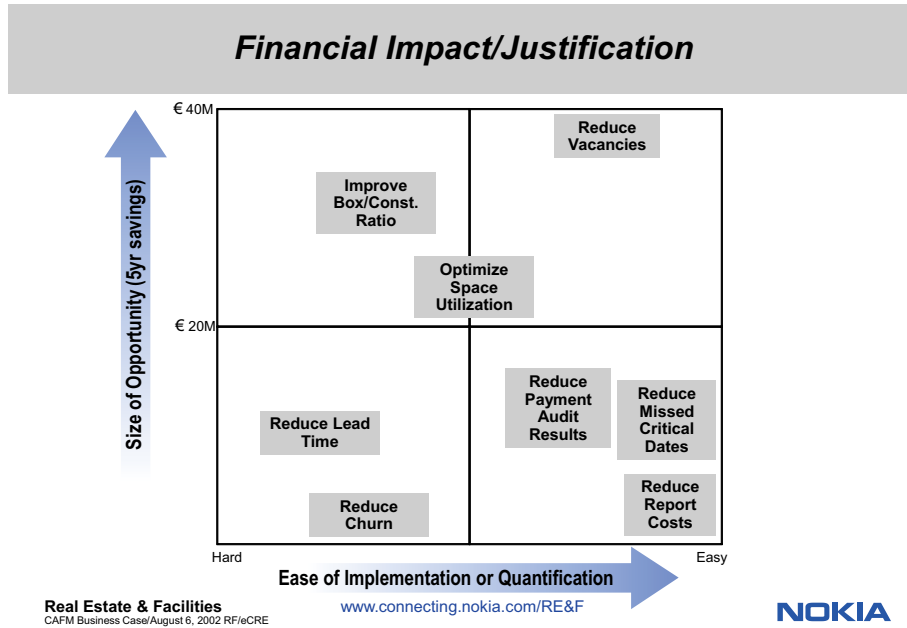 Financial Impact/Justification
€ 40M
Reduce
Vacancies
Improve
Box/Const.
Ratio
Optimize
Space
Utilization
Size of Opportunity (5yr savings)
€ 20M
Reduce
Payment
Audit
Results
Reduce
Missed
Critical
Dates
Reduce Lead
Time
Reduce
Report
Costs
Reduce
Churn
Hard
Easy
Ease of Implementation or Quantification
Real Estate & Facilities
CAFM Business Case/August 6, 2002 RF/eCRE
www.connecting.nokia.com/RE&F
NOKIA